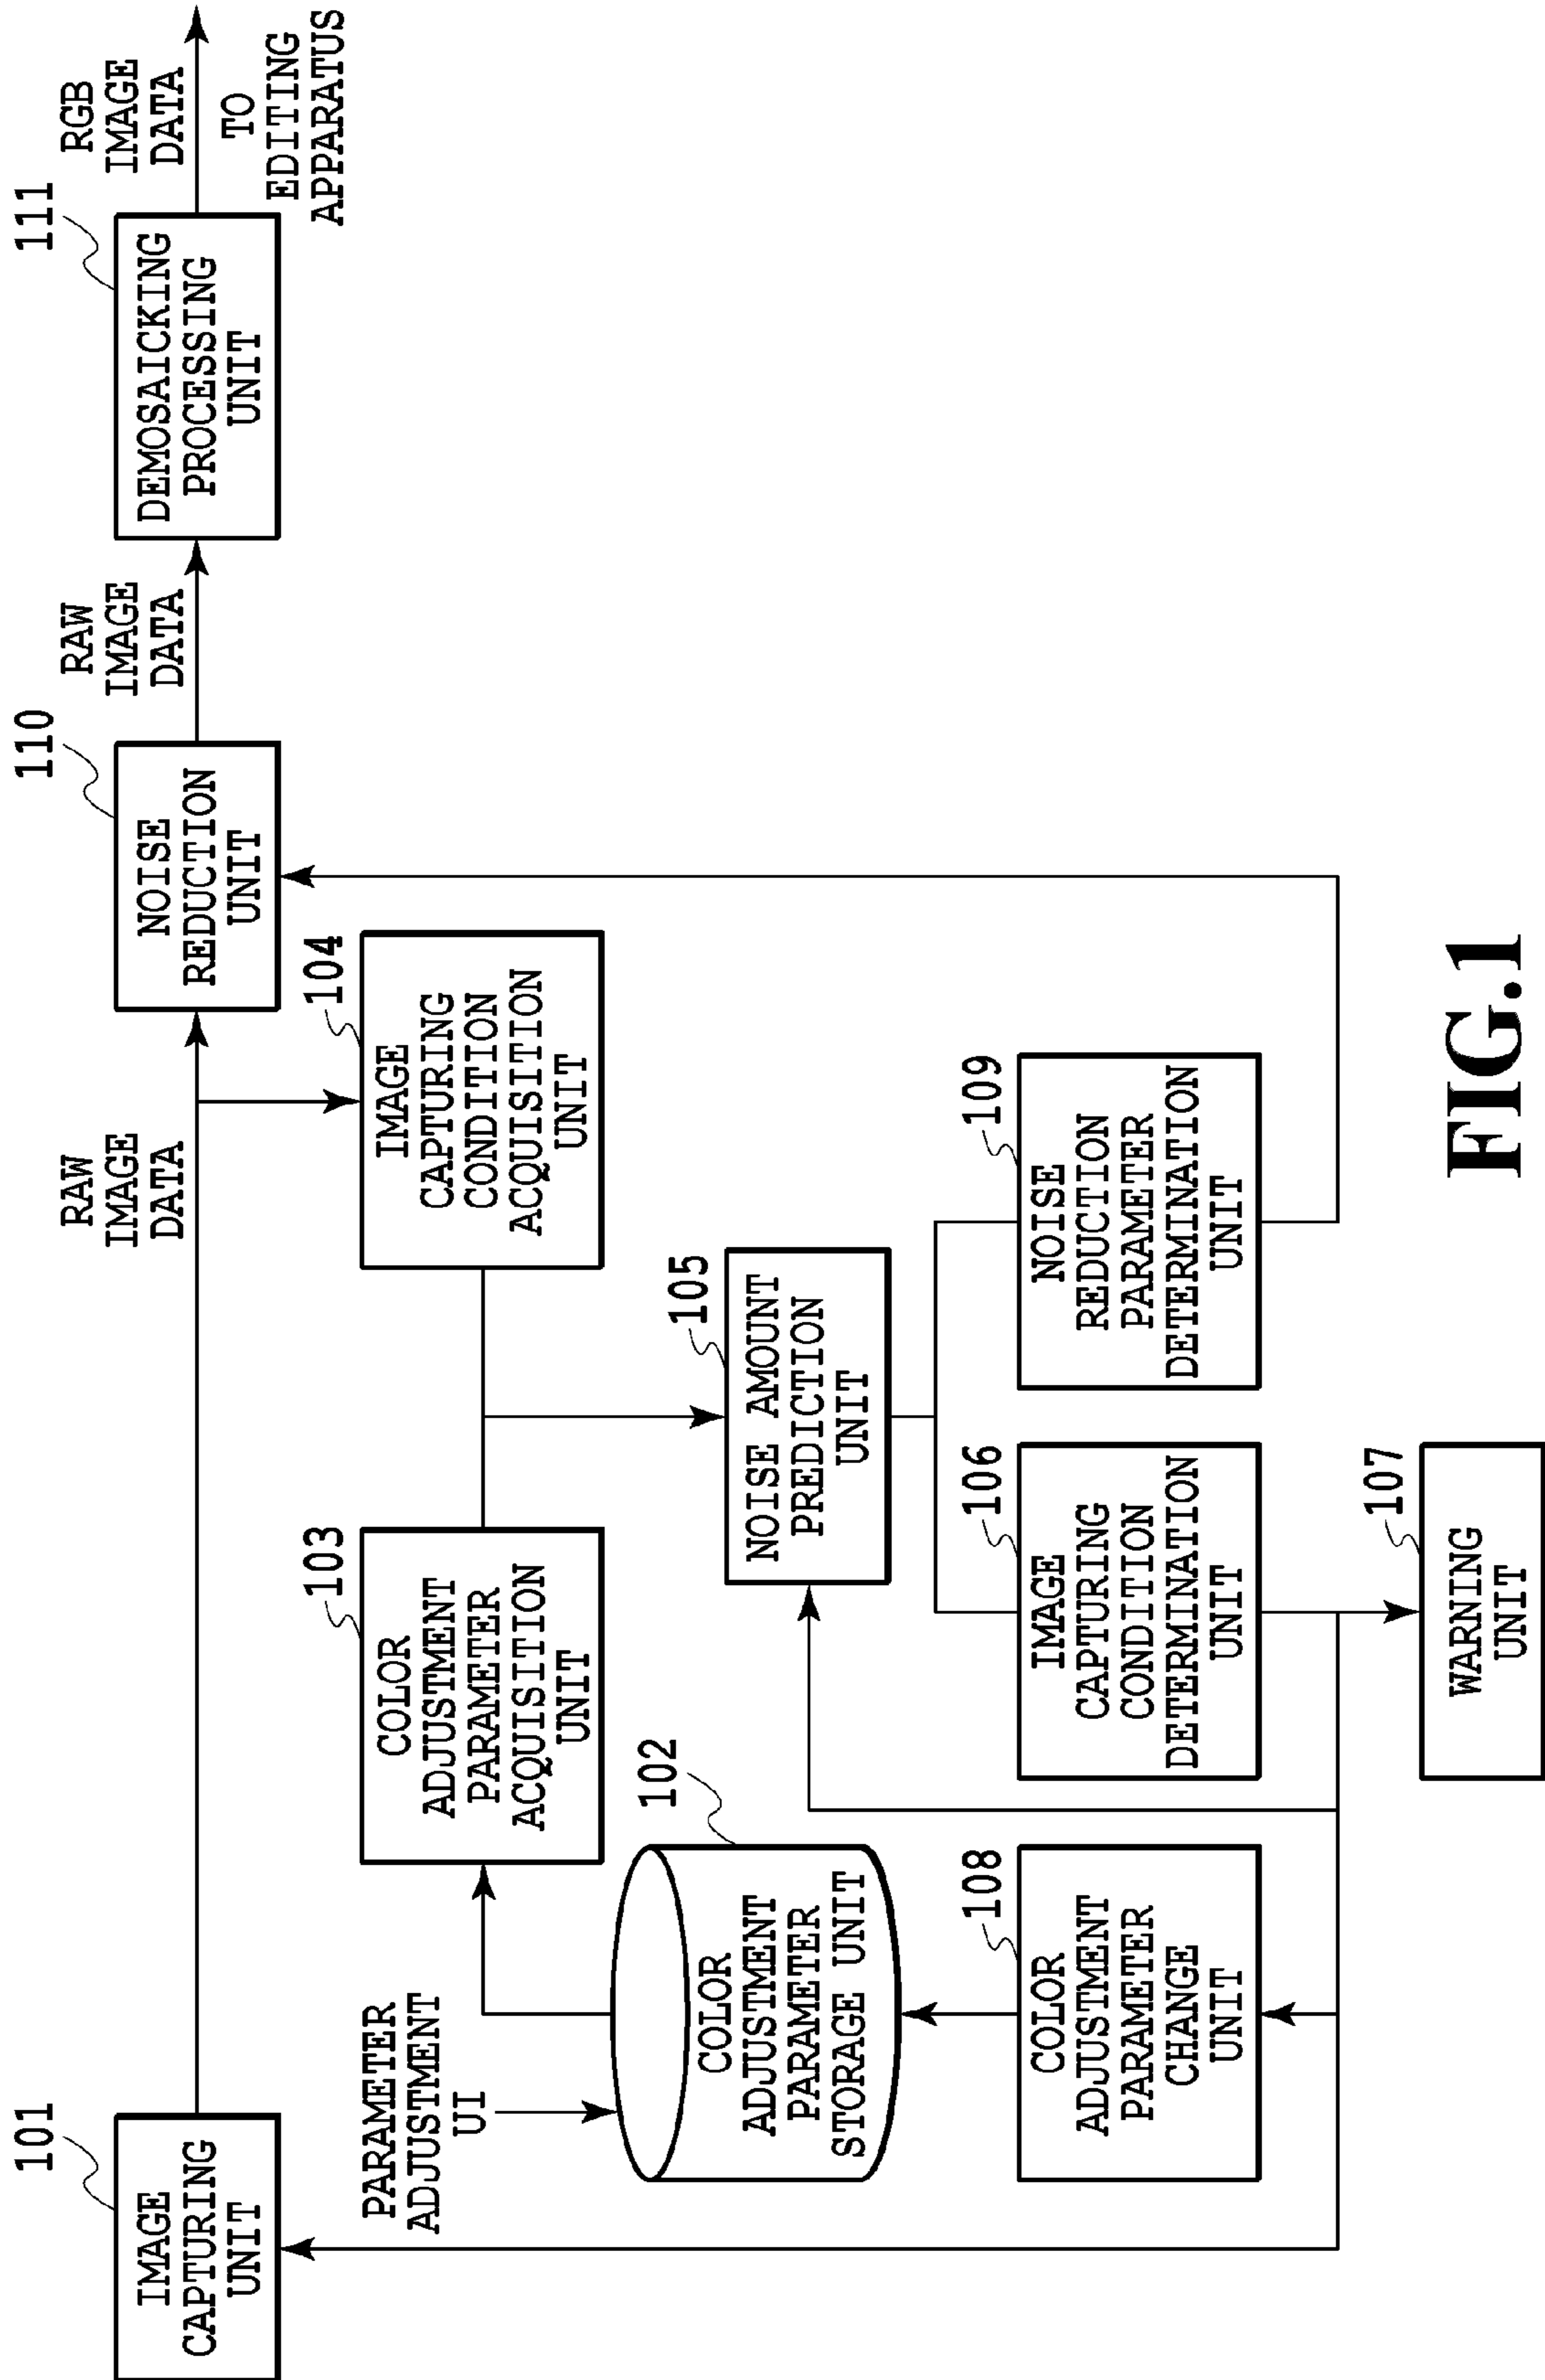 101
IMAGE
CAPTURING
UNIT
RAW
IMAGE
DATA
110
NOISE
REDUCTION
UNIT
RAW
IMAGE
DATA
111
DEMOSAICKING
PROCESSING
UNIT
RGB
IMAGE
DATA
TO
EDITING
APPARATUS
PARAMETER
ADJUSTMENT
UI
103
COLOR
ADJUSTMENT
PARAMETER
ACQUISITION
UNIT
104
IMAGE
CAPTURING
CONDITION
ACQUISITION
UNIT
102
COLOR
ADJUSTMENT
PARAMETER
STORAGE UNIT
105
NOISE AMOUNT
PREDICTION
UNIT
108
COLOR
ADJUSTMENT
PARAMETER
CHANGE
UNIT
106
IMAGE
CAPTURING
CONDITION
DETERMINATION
UNIT
109
NOISE
REDUCTION
PARAMETER
DETERMINATION
UNIT
107
WARNING
UNIT
FIG.1